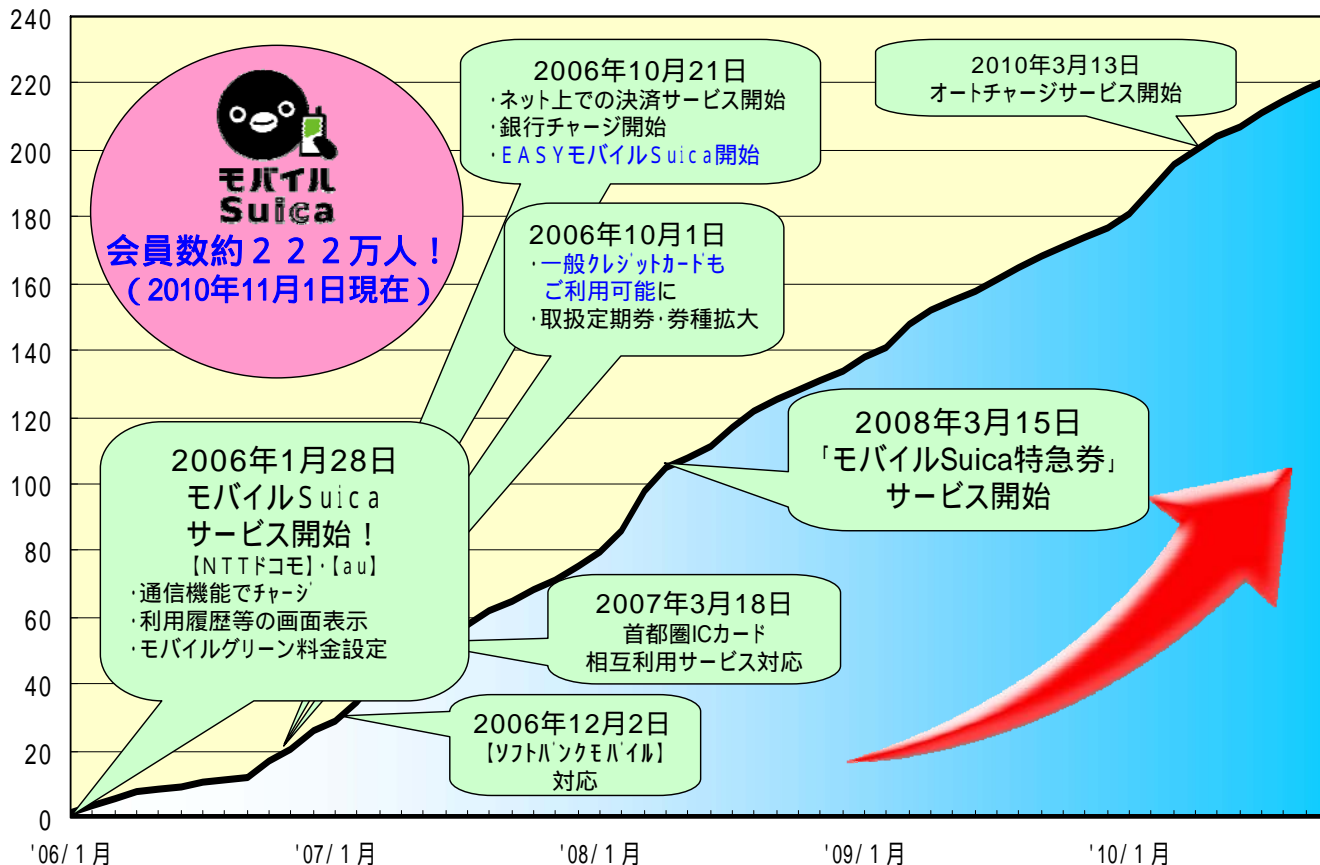 240
220
200
180
160
140
120
100
80
60
40
20
0
'06/1月
'07/1月
'08/1月
'09/1月
'10/1月
モバイル
Suica
会員数約２２２万人！
（2010年11月1日現在）
2006年10月21日
・ネット上での決済サービス開始
・銀行チャージ開始
・ＥＡＳＹモバイルSuica開始
2010年3月13日
オートチャージサービス開始
2006年10月1日
・一般ｸﾚｼﾞｯﾄｶｰﾄﾞも
ご利用可能に
・取扱定期券・券種拡大
2006年1月28日
モバイルSuica
サービス開始！
【ＮＴＴドコモ】・【au】
・通信機能でﾁｬｰｼﾞ
・利用履歴等の画面表示
・モバイルグリーン料金設定
2008年3月15日
「モバイルSuica特急券」
サービス開始
2007年3月18日
首都圏ICカード
相互利用サービス対応
2006年12月2日
【ｿﾌﾄﾊﾞﾝｸﾓﾊﾞｲﾙ】
対応